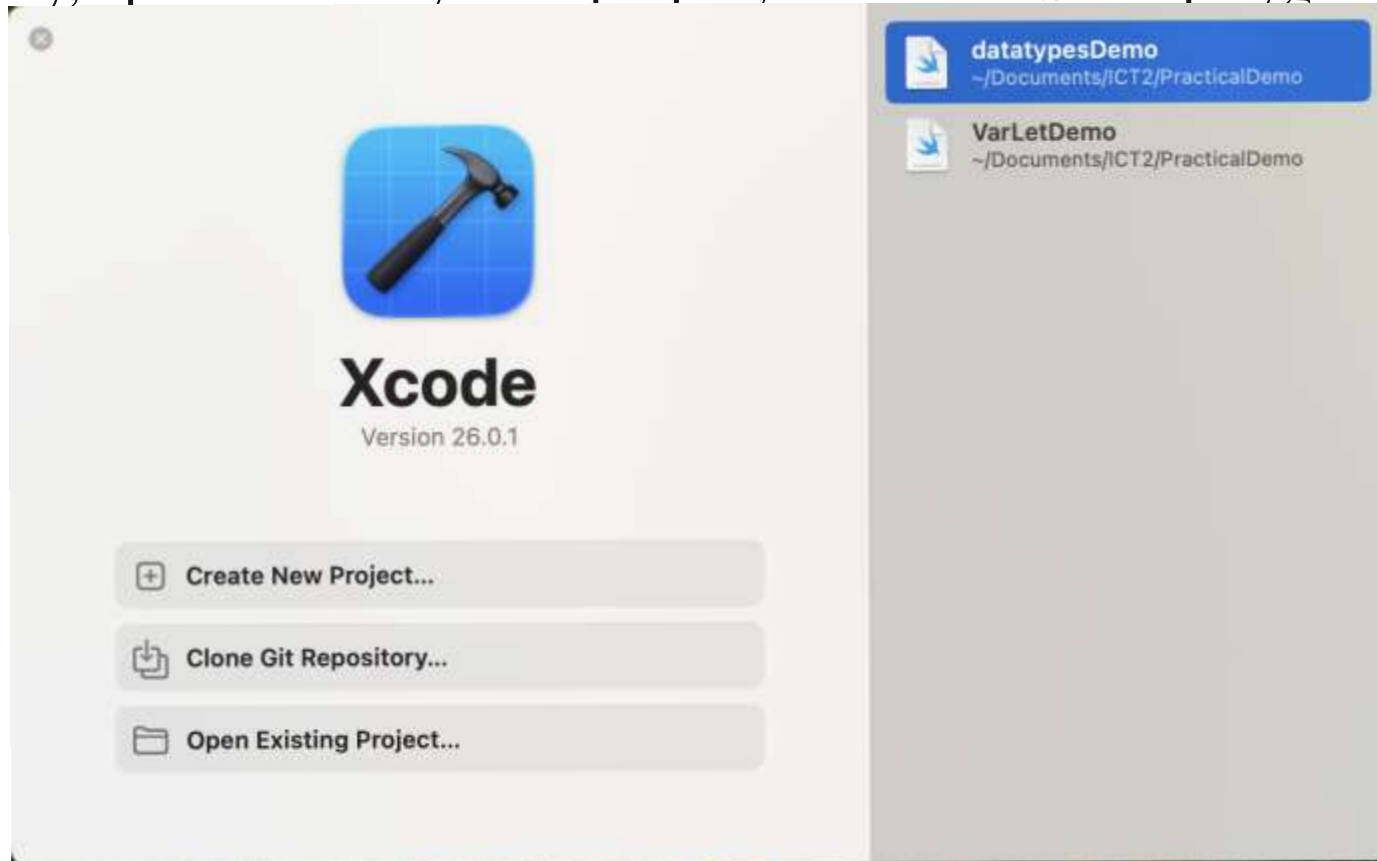 Xcode
Version 26.0.1
Create New Project...
Clone Git Repository...
Open Existing Project...
datatypesDemo
~/Documents/ICT2/PracticalDemo
VarLetDemo
~/Documents/ICT2/PracticalDemo